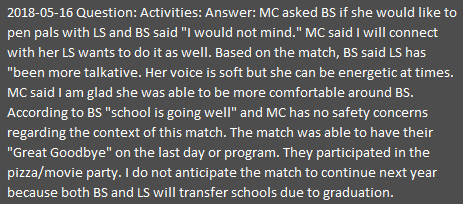 2018-05-16 Question: Activities: Answer: MC asked BS if she would like to
pen pals with LS and BS said "I would not mind." MC said I will connect
with her LS wants to do it as well. Based on the match, BS said LS has
"been more talkative. Her voice is soft but she can be energetic at times.
MC said I am glad she was able to be more comfortable around BS.
According to BS "school is going well" and MC has no safety concerns
regarding the context of this match. The match was able to have their
"Great Goodbye" on the last day or program. They participated in the
pizza/movie party. I do not anticipate the match to continue next year
because both BS and LS will transfer schools due to graduation.